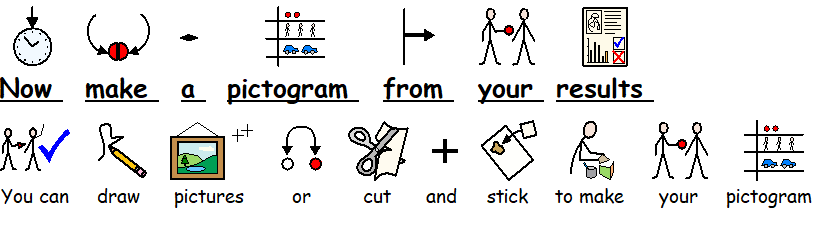 Now make a pictogram from your results
You can draw pictures or cut and stick to make your pictogram